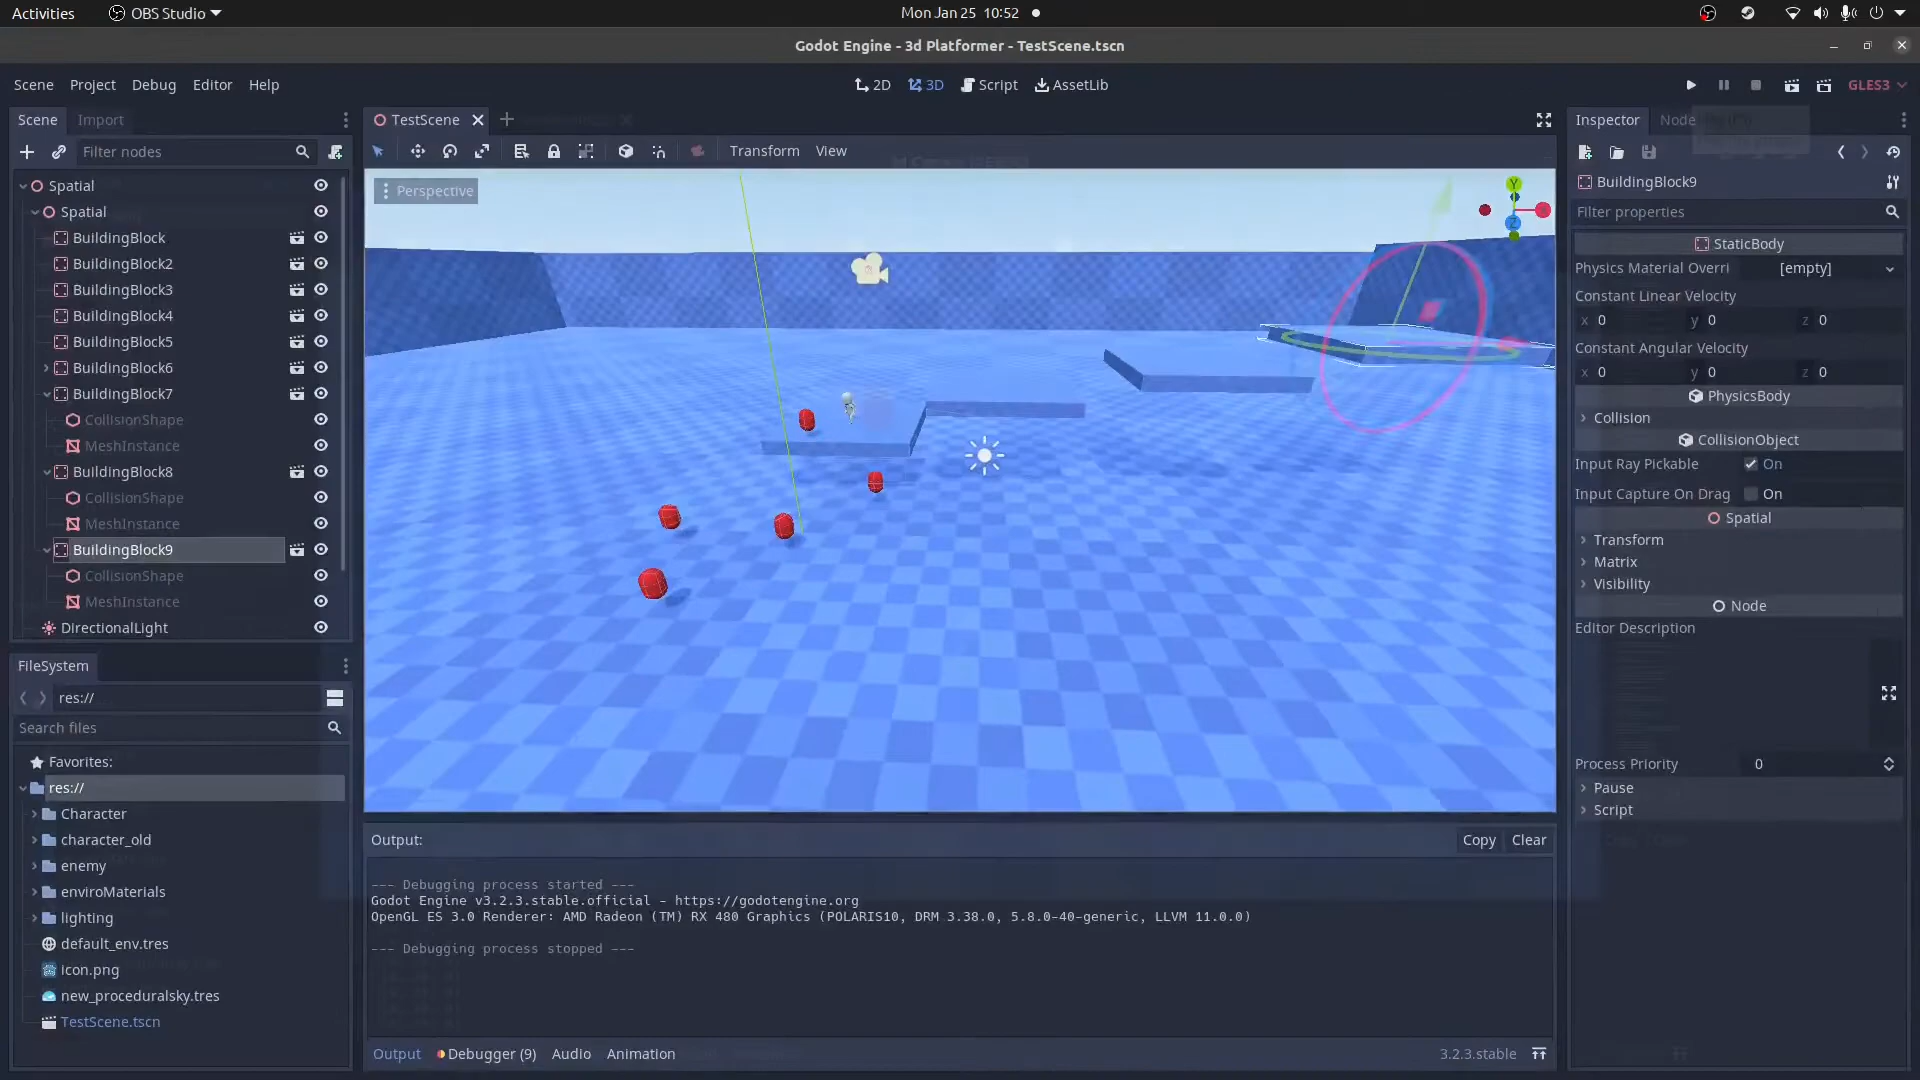 Activities
OBS Studio
Mon Jan 25 10:52
Godot Engine - 3d Platformer - TestScene.tscn
Scene Project Debug Editor Help
2D 3D Script AssetLib
GLES3
Scene Import
TestScene
Inspector Node
Filter nodes
Transform View
Spatial
Spatial
BuildingBlock
BuildingBlock2
BuildingBlock3
BuildingBlock4
BuildingBlock5
BuildingBlock6
BuildingBlock7
CollisionShape
MeshInstance
BuildingBlock8
CollisionShape
MeshInstance
BuildingBlock9
CollisionShape
MeshInstance
DirectionalLight
FileSystem
res://
Search files
Favorites:
res://
Character
character_old
enemy
enviroMaterials
lighting
default_env.tres
icon.png
new_proceduralsky.tres
TestScene.tscn
Perspective
Y
Z
Output:
Copy Clear
--- Debugging process started ---
Godot Engine v3.2.3.stable.official - https://godotengine.org
OpenGL ES 3.0 Renderer: AMD Radeon (TM) RX 480 Graphics (POLARIS10, DRM 3.38.0, 5.8.0-40-generic, LLVM 11.0.0)
--- Debugging process stopped ---
Output Debugger (9) Audio Animation
3.2.3.stable
BuildingBlock9
Filter properties
StaticBody
Physics Material Overri [empty]
Constant Linear Velocity
x 0 y 0 z 0
Constant Angular Velocity
x 0 y 0 z 0
PhysicsBody
Collision
CollisionObject
Input Ray Pickable On
Input Capture On Drag On
Spatial
Transform
Matrix
Visibility
Node
Editor Description
Process Priority 0
Pause
Script